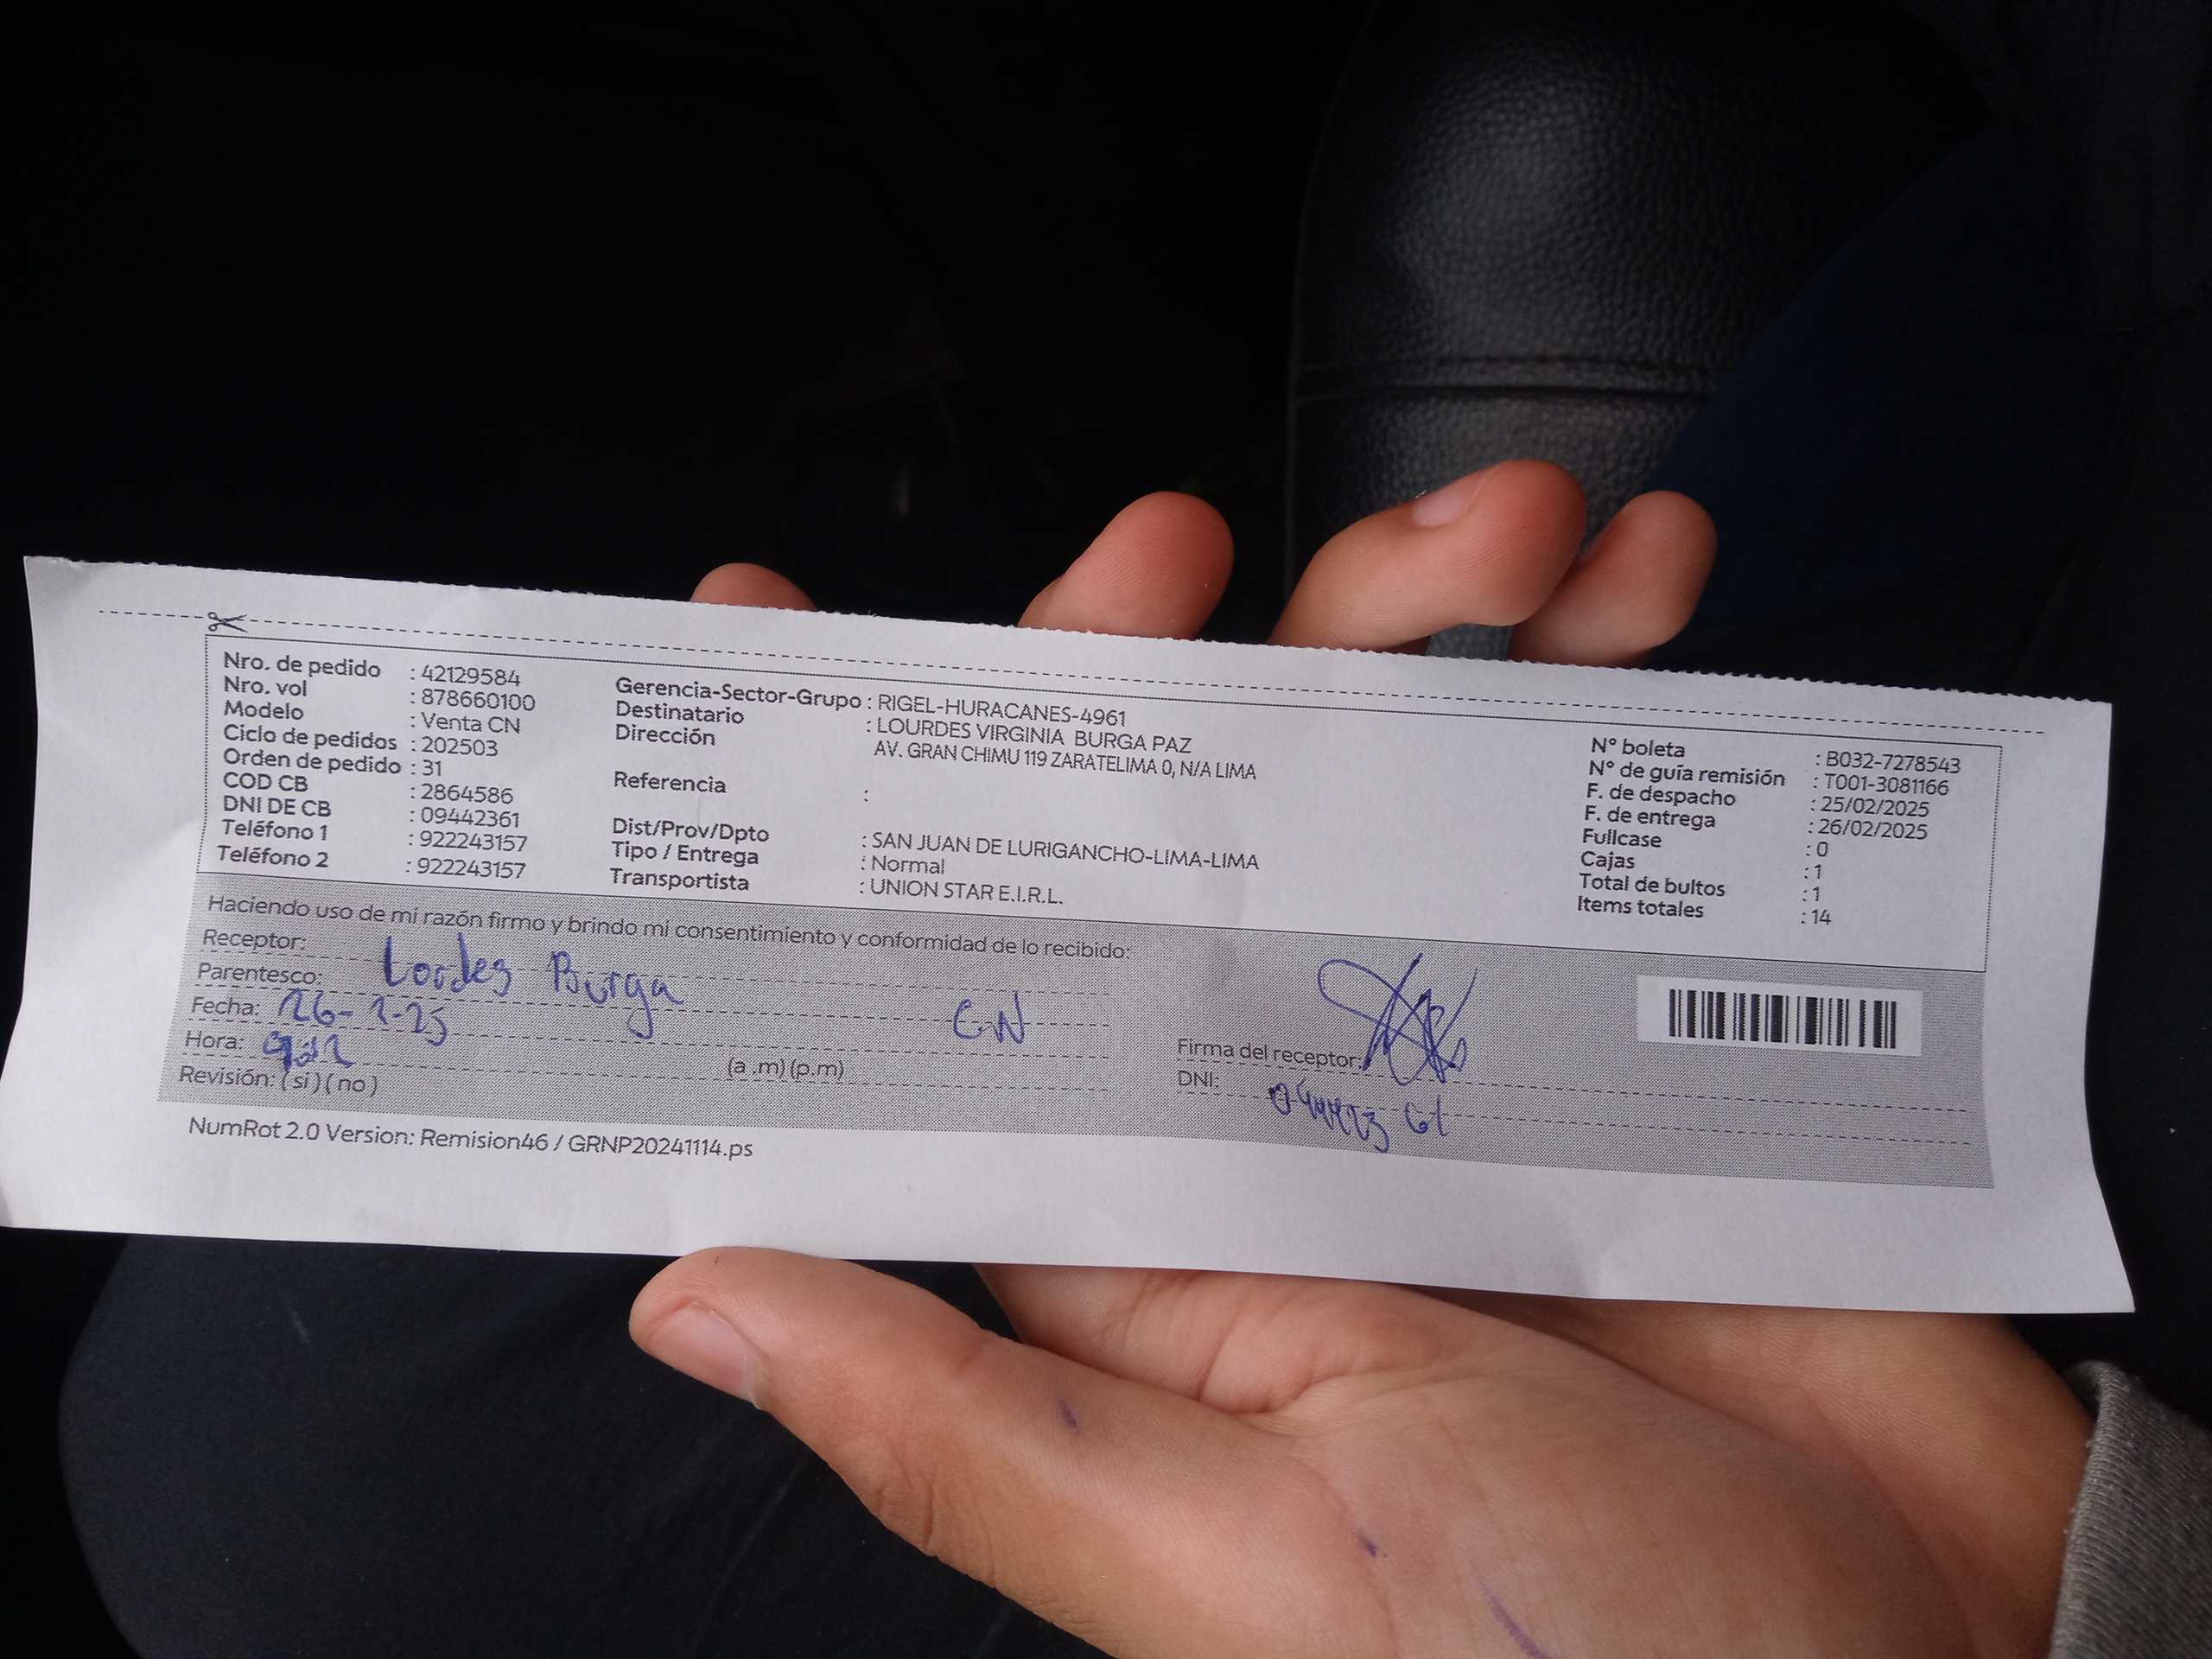 Nro. de pedido : 42129584
Nro. vol : 878660100
Modelo : Venta CN
Ciclo de pedidos : 202503
Orden de pedido : 31
COD CB : 2864586
DNI DE CB : 09442361
Teléfono 1 : 922243157
Teléfono 2 : 922243157
Gerencia-Sector-Grupo : RIGEL-HURACANES-4961
Destinatario : LOURDES VIRGINIA BURGA PAZ
Dirección AV. GRAN CHIMU 119 ZARATELIMA 0, N/A LIMA
Referencia :
Dist/Prov/Dpto : SAN JUAN DE LURIGANCHO-LIMA-LIMA
Tipo / Entrega : Normal
Transportista : UNION STAR E.I.R.L.
N° boleta : B032-7278543
N° de guía remisión : T001-3081166
F. de despacho : 25/02/2025
F. de entrega : 26/02/2025
Fullcase : 0
Cajas : 1
Total de bultos : 1
Items totales : 14
Haciendo uso de mi razón firmo y brindo mi consentimiento y conformidad de lo recibido:
Receptor: Lordes Burga
Parentesco: CN
Fecha: 26-2-25
Hora: (a .m) (p.m)
Revisión: ( si ) ( no )
Firma del receptor:
DNI:
NumRot 2.0 Version: Remision46 / GRNP20241114.ps